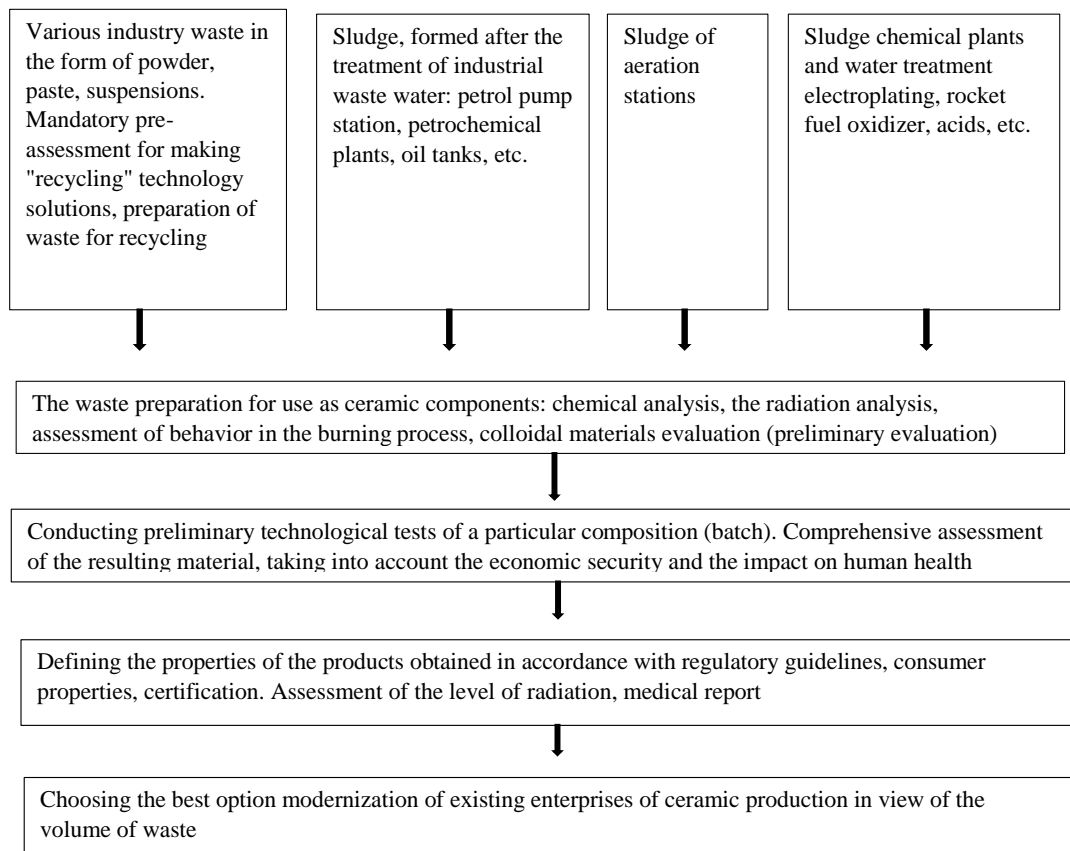 Various industry waste in
the form of powder,
paste, suspensions.
Mandatory pre-
assessment for making
"recycling" technology
solutions, preparation of
waste for recycling
Sludge, formed after the
treatment of industrial
waste water: petrol pump
station, petrochemical
plants, oil tanks, etc.
Sludge of
aeration
stations
Sludge chemical plants
and water treatment
electroplating, rocket
fuel oxidizer, acids, etc.
The waste preparation for use as ceramic components: chemical analysis, the radiation analysis,
assessment of behavior in the burning process, colloidal materials evaluation (preliminary evaluation)
Conducting preliminary technological tests of a particular composition (batch). Comprehensive assessment
of the resulting material, taking into account the economic security and the impact on human health
Defining the properties of the products obtained in accordance with regulatory guidelines, consumer
properties, certification. Assessment of the level of radiation, medical report
Choosing the best option modernization of existing enterprises of ceramic production in view of the
volume of waste